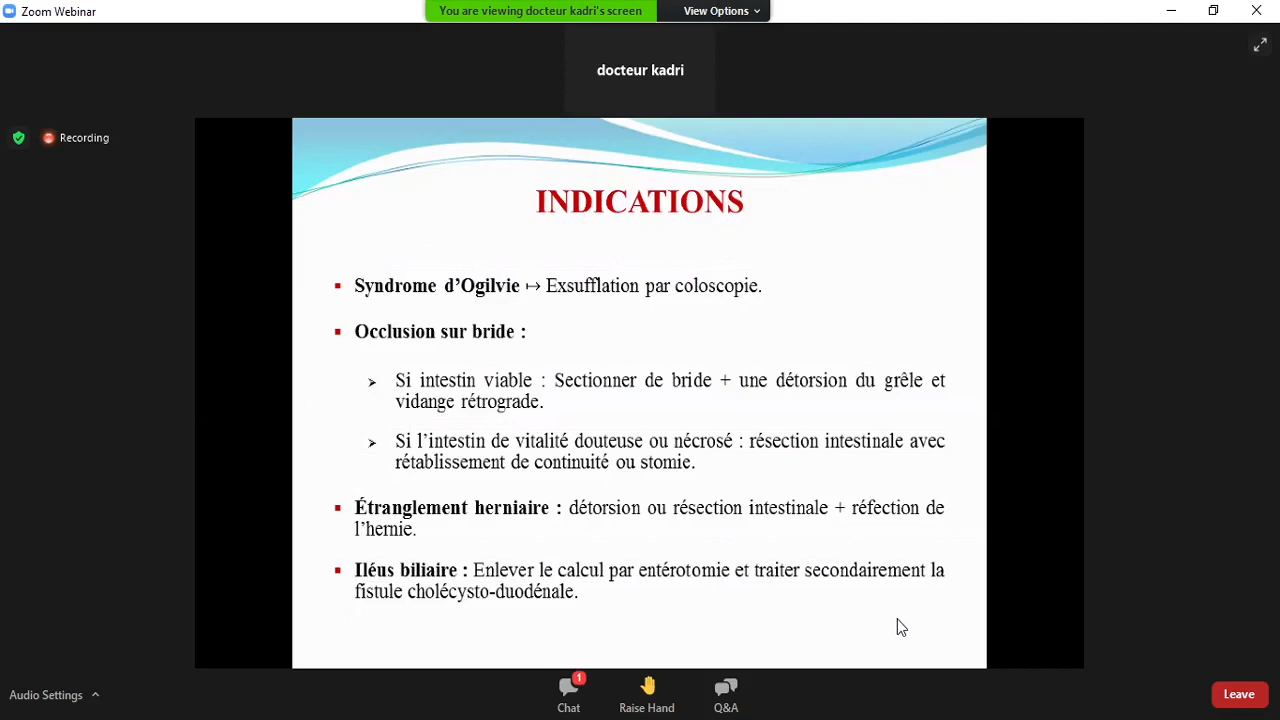 Zoom Webinar
You are viewing docteur kadri's screen
View Options
docteur kadri
Recording
INDICATIONS
▪ Syndrome d’Ogilvie ↦ Exsufflation par coloscopie.
▪ Occlusion sur bride :
➢ Si intestin viable : Sectionner de bride + une détorsion du grêle et
vidange rétrograde.
➢ Si l’intestin de vitalité douteuse ou nécrosé : résection intestinale avec
rétablissement de continuité ou stomie.
▪ Étranglement herniaire : détorsion ou résection intestinale + réfection de
l’hernie.
▪ Iléus biliaire : Enlever le calcul par entérotomie et traiter secondairement la
fistule cholécysto-duodénale.
Audio Settings
1
Chat
Raise Hand
Q&A
Leave